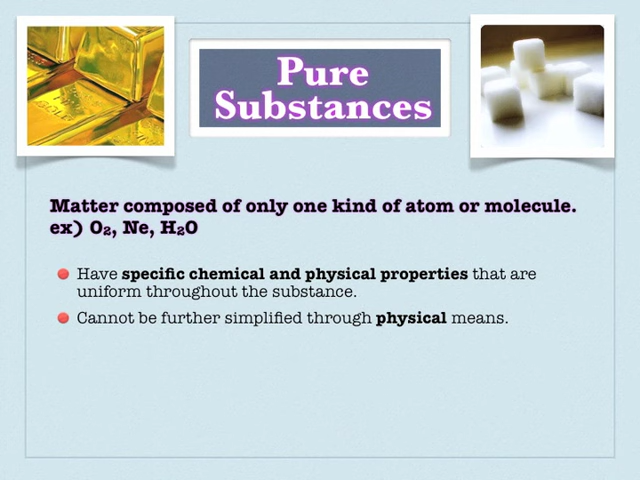 Pure
Substances
Matter composed of only one kind of atom or molecule.
ex) O₂, Ne, H₂O
Have specific chemical and physical properties that are
uniform throughout the substance.
Cannot be further simplified through physical means.